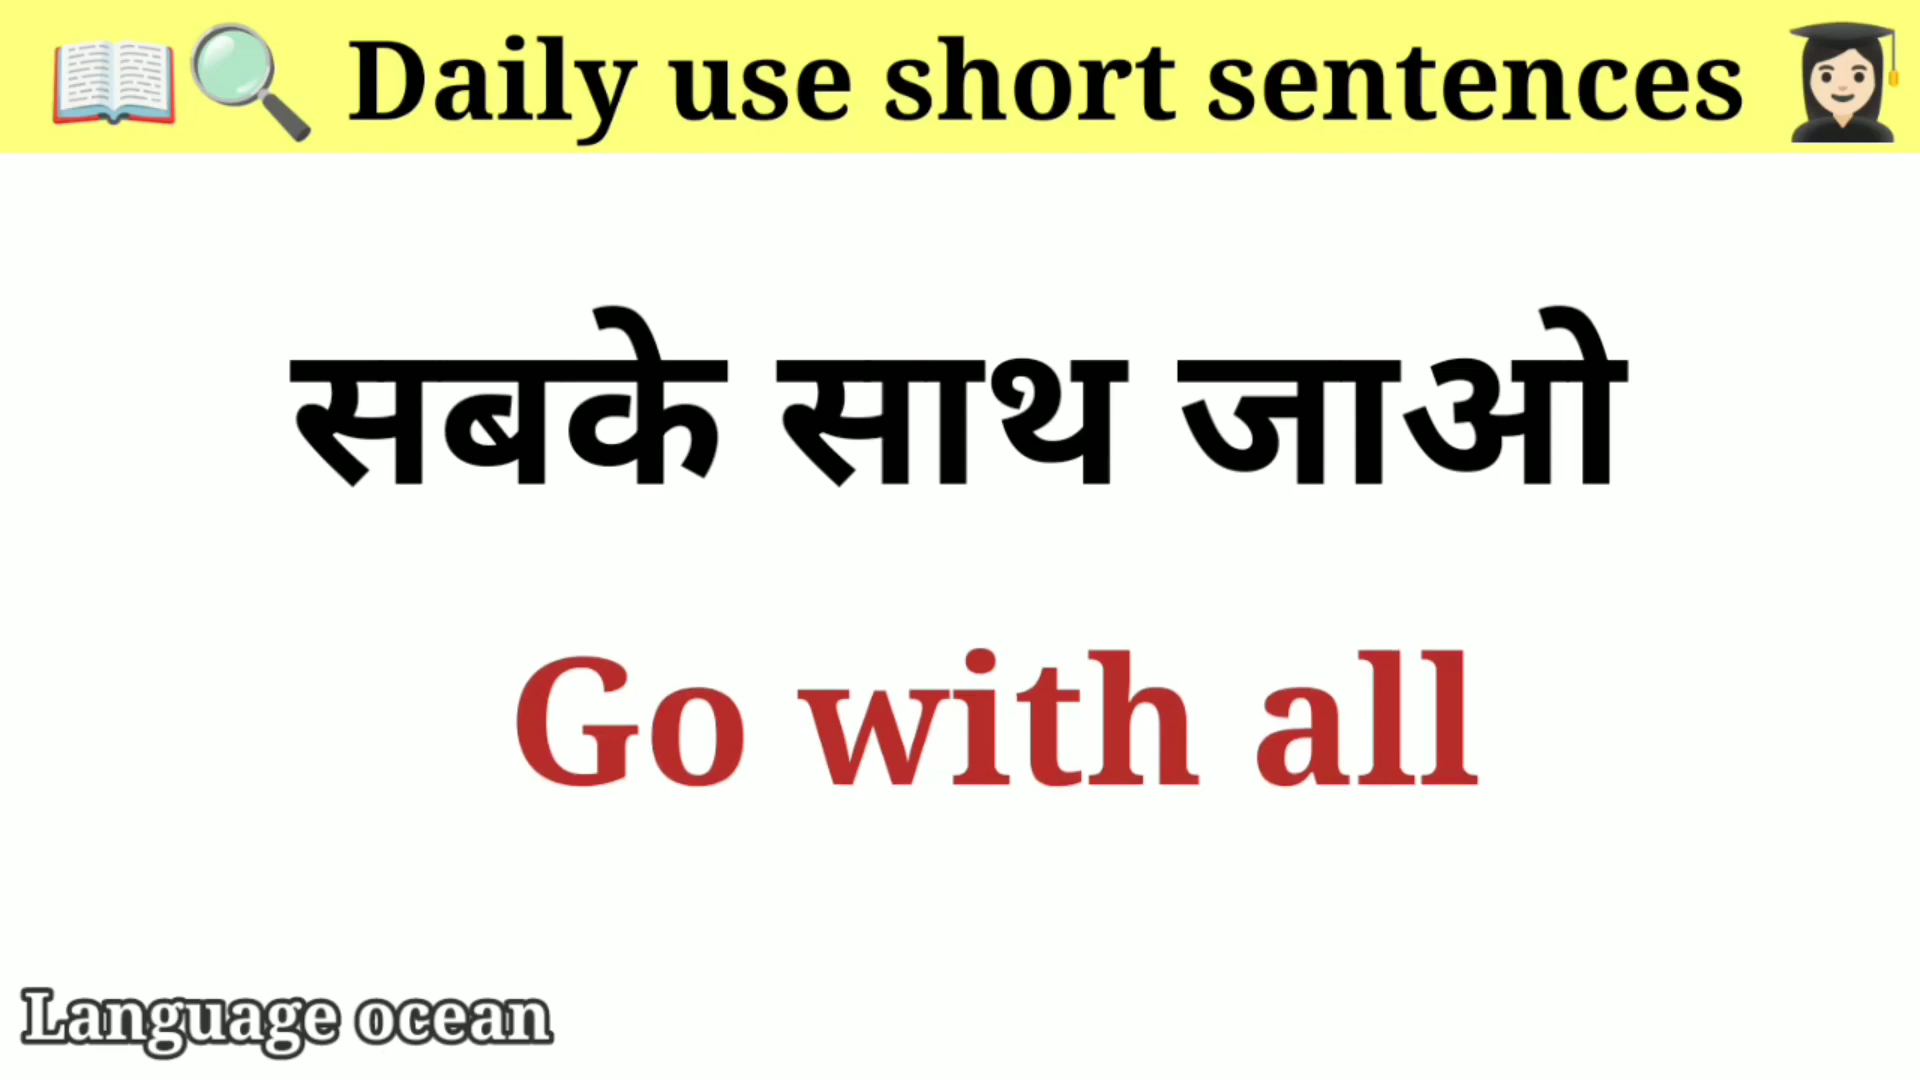 Daily use short sentences
सबके साथ जाओ
Go with all
Language ocean